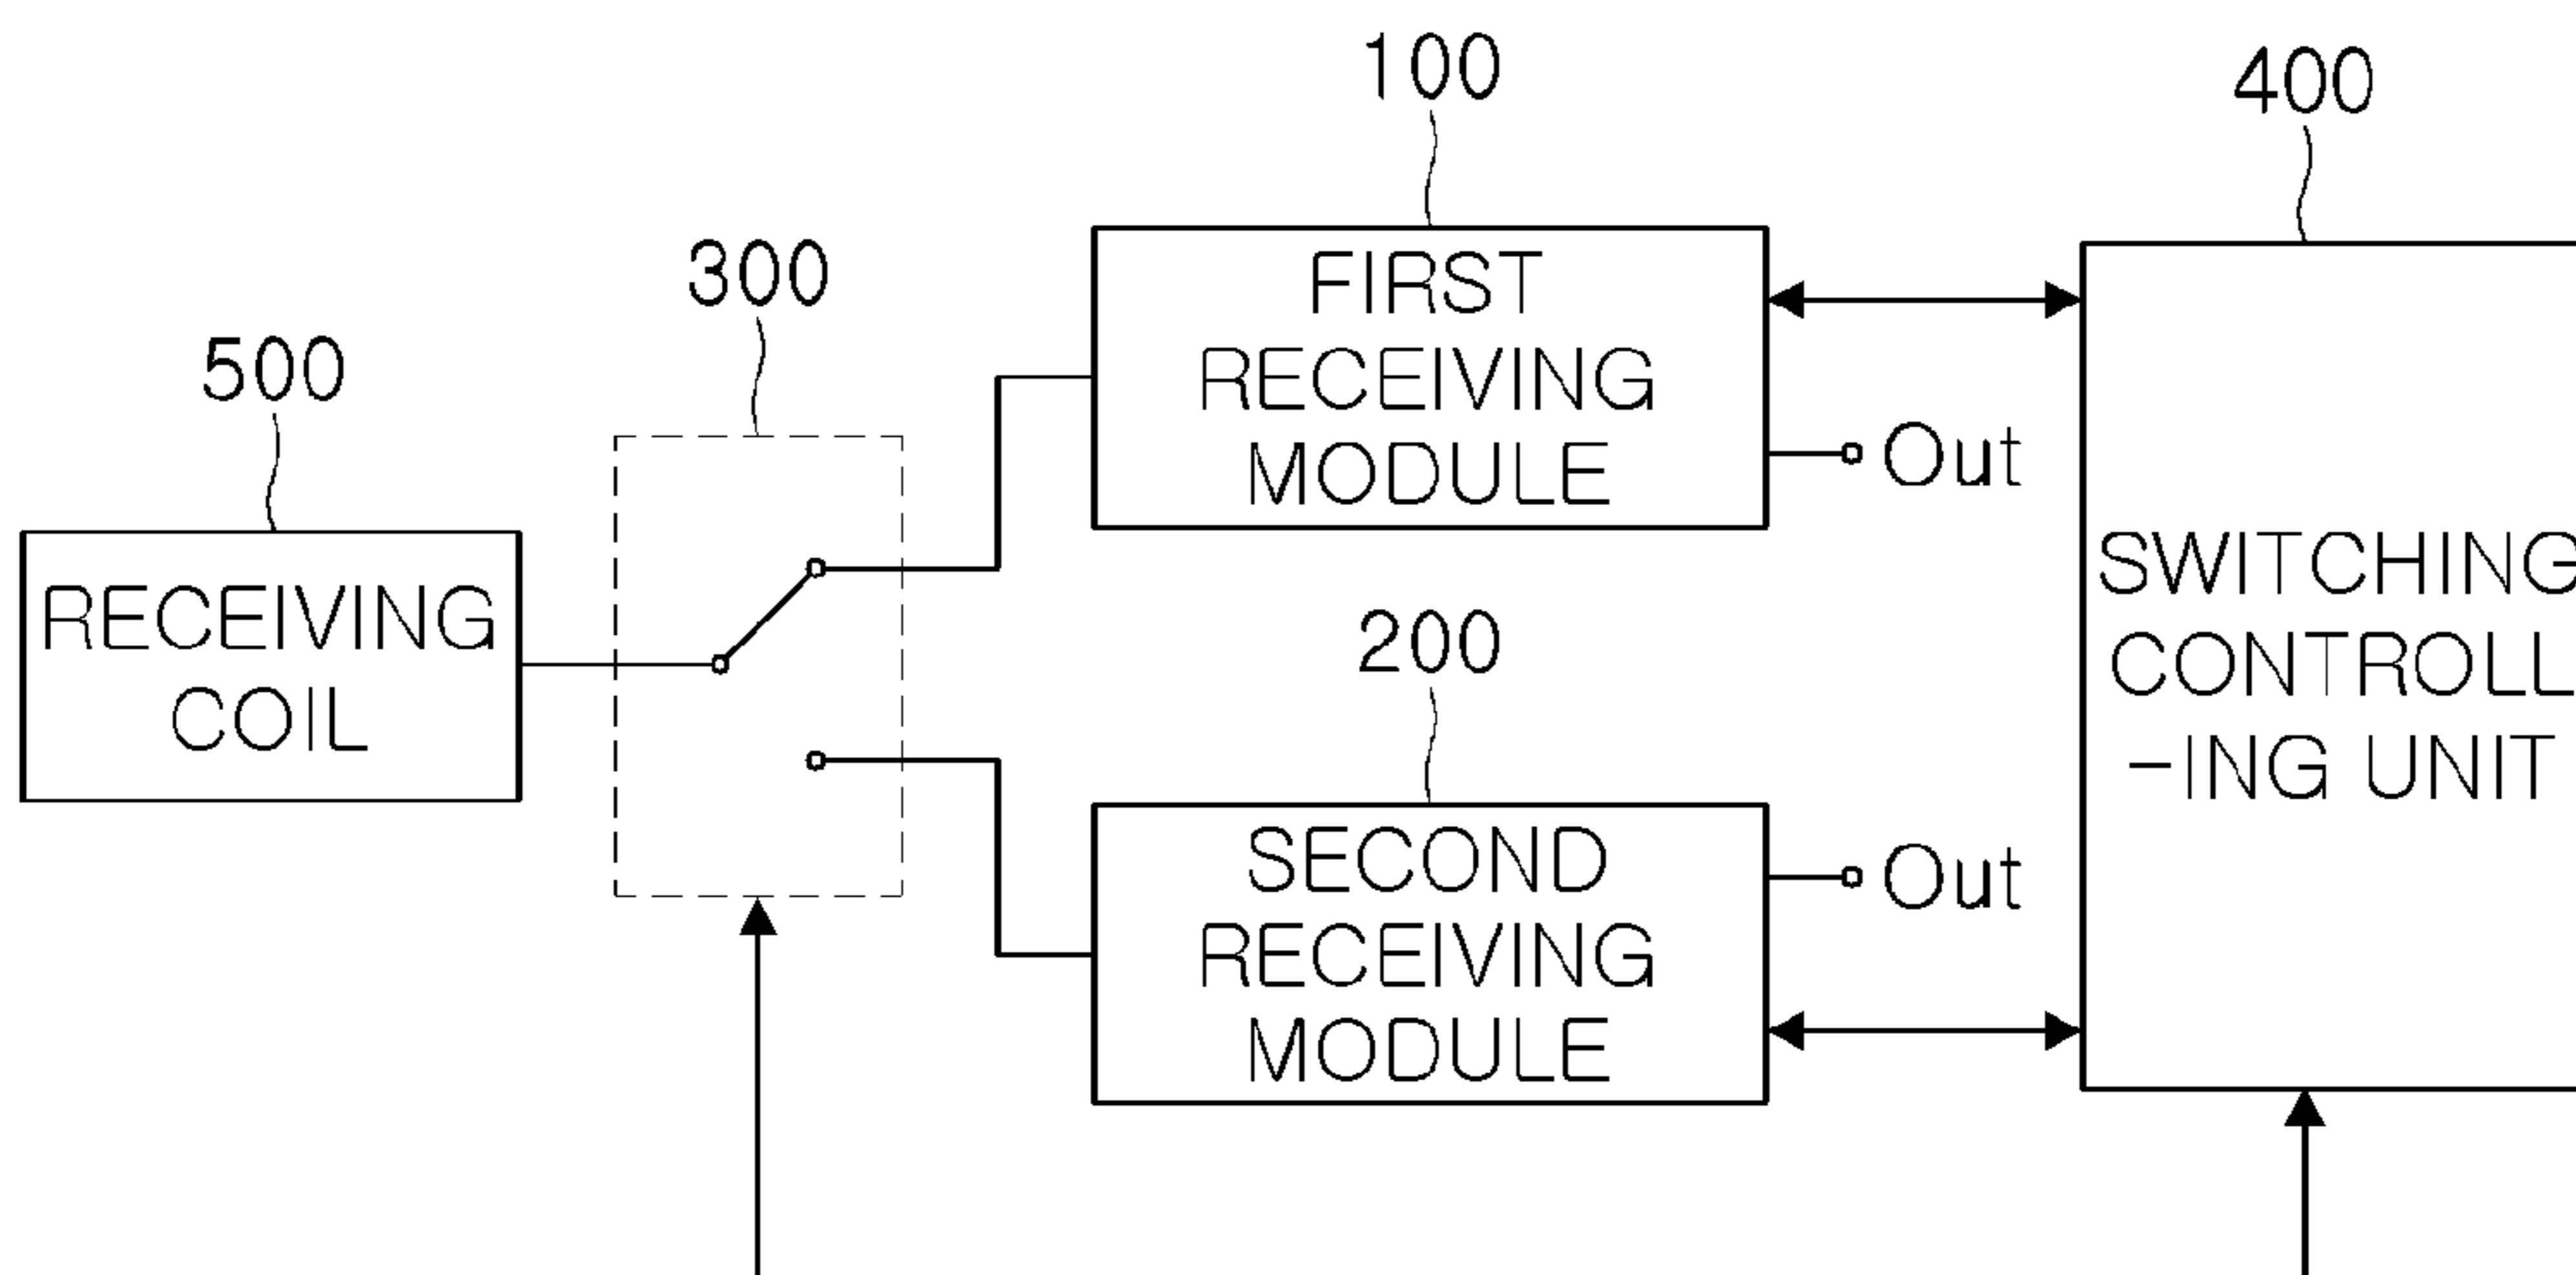 100
400
300
500
FIRST
RECEIVING
MODULE
Out
RECEIVING
COIL
200
SWITCHING
CONTROLL
-ING UNIT
SECOND
RECEIVING
MODULE
Out